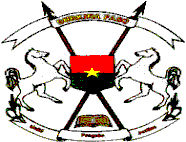 BURKINA FASO
Unité Progrès Justice